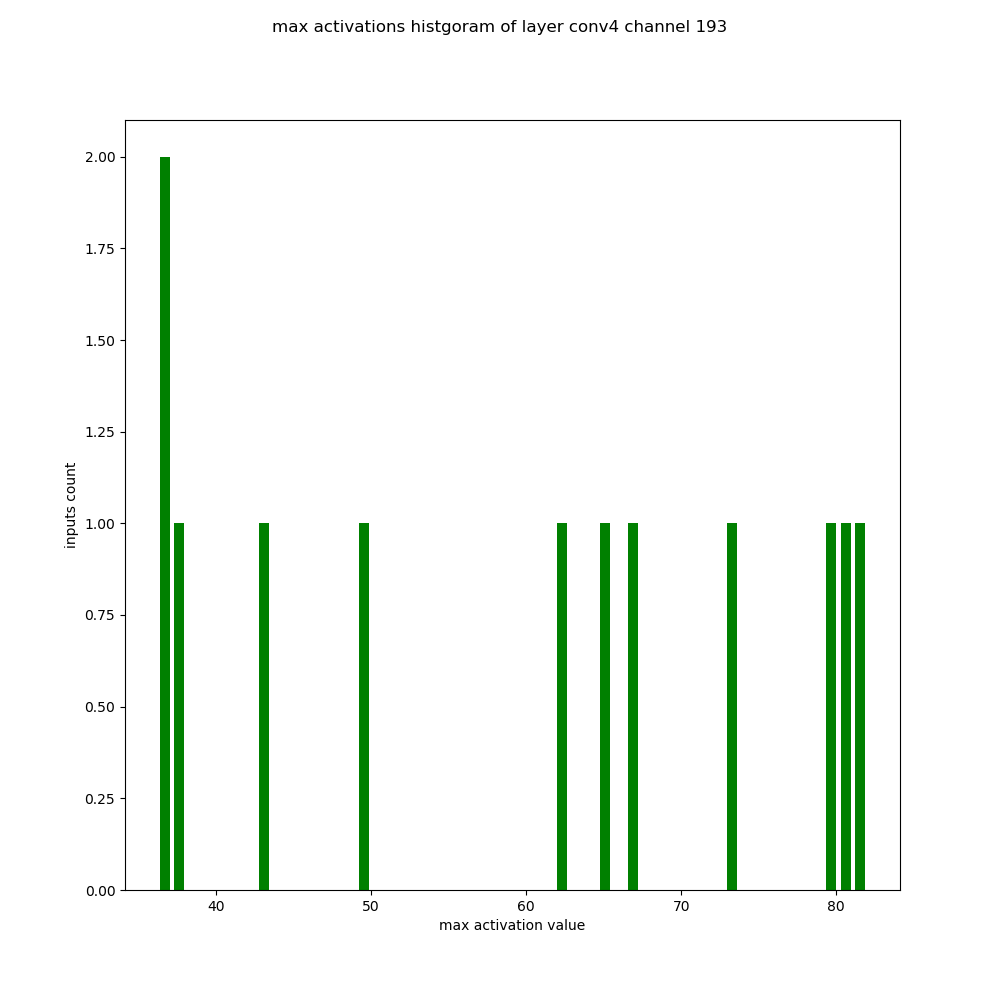 max activations histgoram of layer conv4 channel 193
2.00
1.75
1.50
1.25
1.00
0.75
0.50
0.25
0.00
inputs count
40 50 60 70 80
max activation value